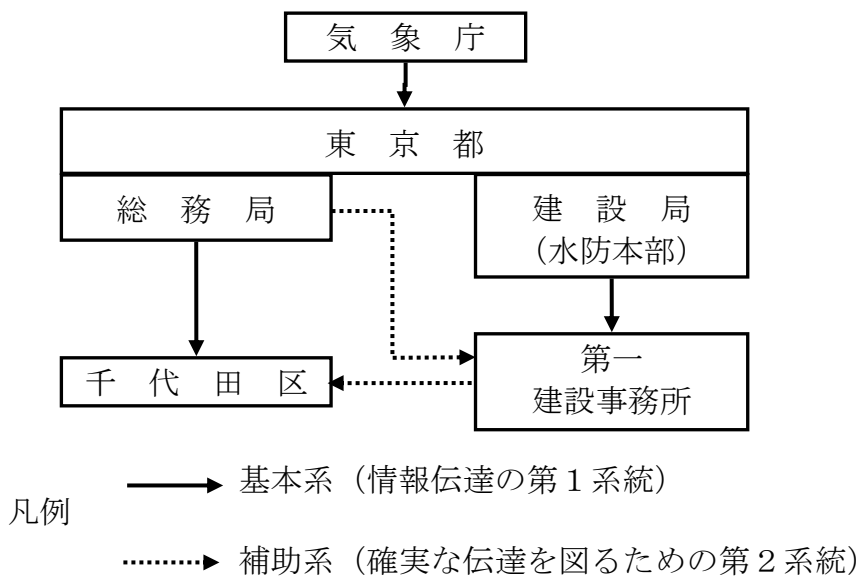 気 象 庁
東 京 都
総 務 局
建 設 局
（水防本部）
千 代 田 区
第一
建設事務所
凡例
基本系（情報伝達の第１系統）
補助系（確実な伝達を図るための第２系統）